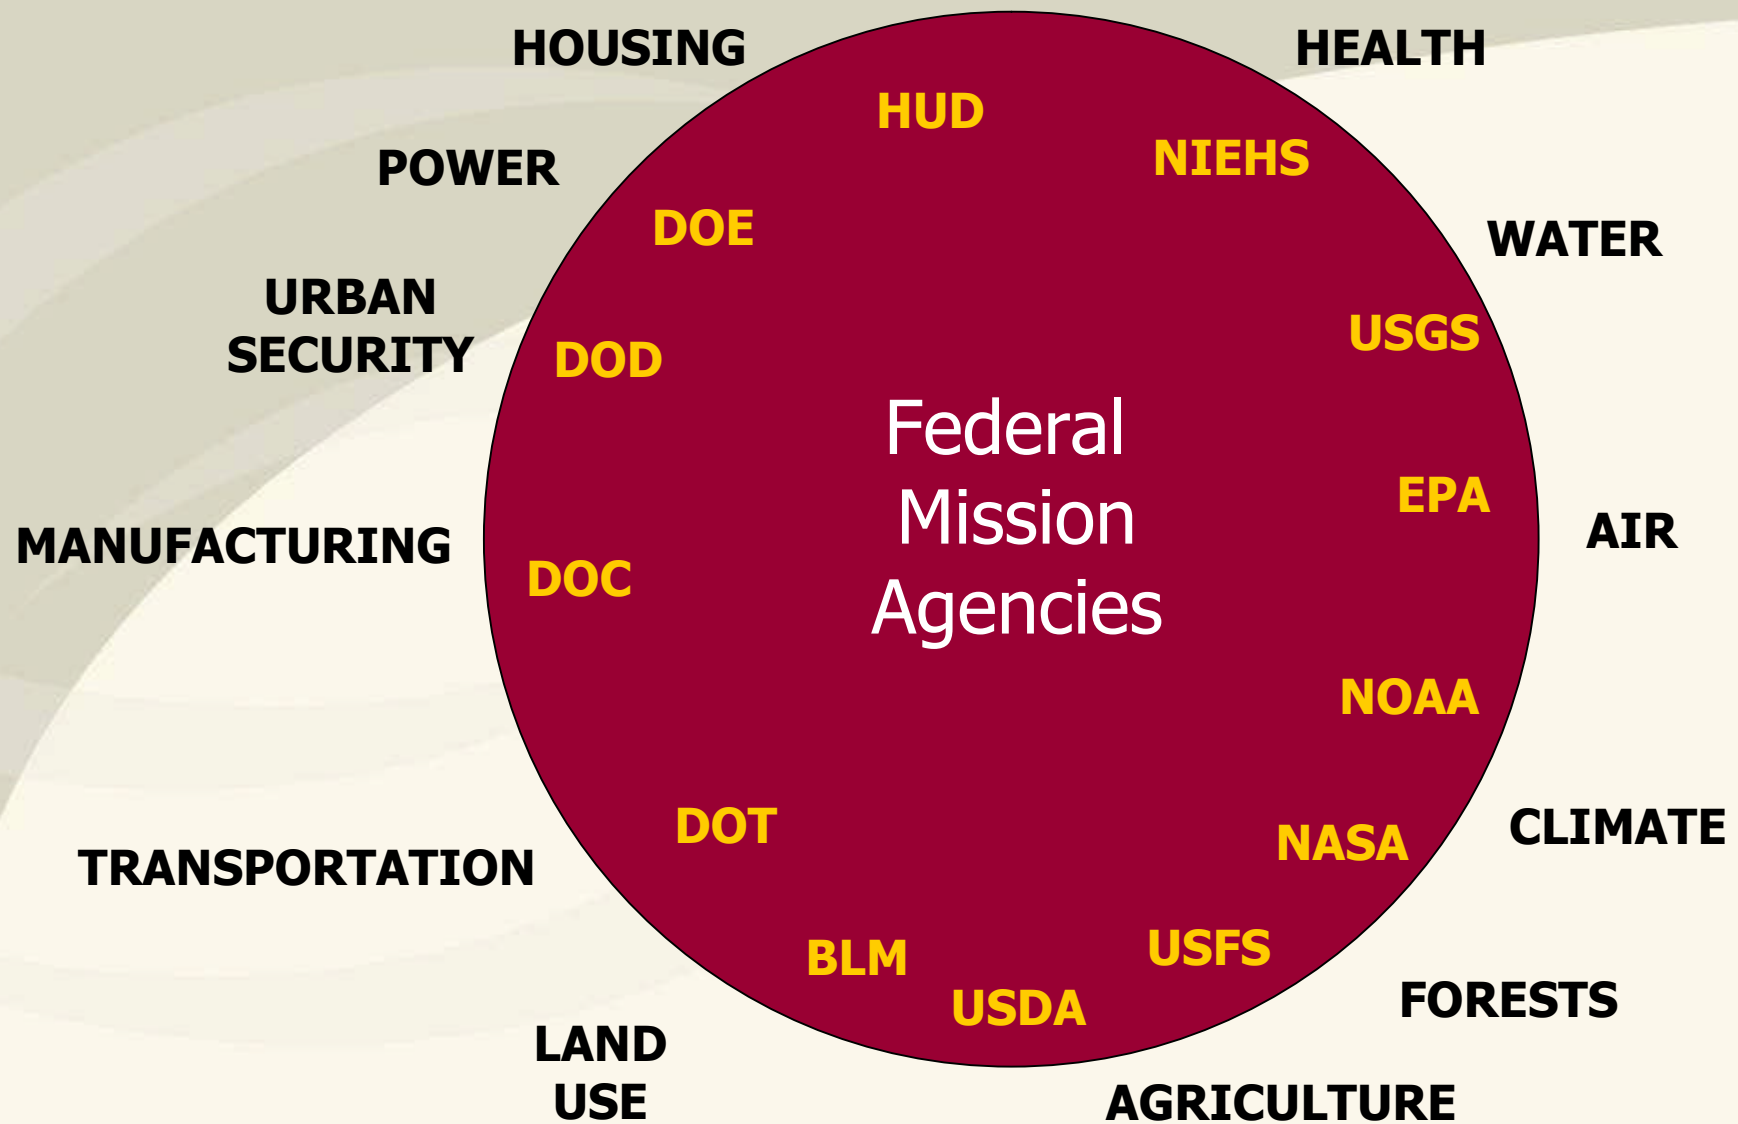 HOUSING
HEALTH
HUD
NIEHS
POWER
DOE
WATER
URBAN
SECURITY
USGS
DOD
Federal
Mission
Agencies
EPA
AIR
MANUFACTURING
DOC
NOAA
DOT
NASA
CLIMATE
TRANSPORTATION
BLM
USFS
USDA
FORESTS
LAND
USE
AGRICULTURE